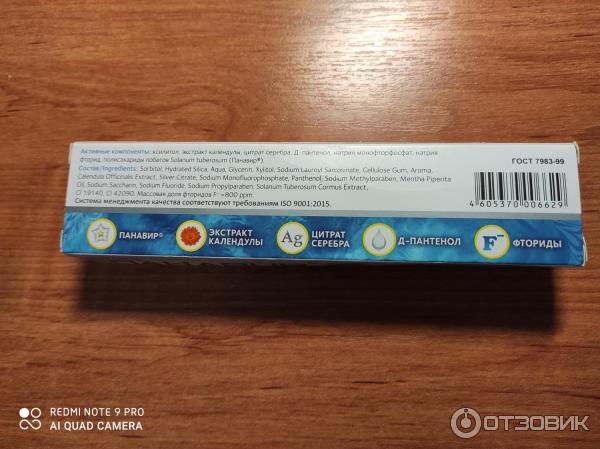 Активные компоненты: ксилитол, экстракт календулы, цитрат серебра, Д-пантенол, натрия монофторфосфат, натрия
фторид, полисахариды побегов Solanum tuberosum (Панавир®).
Состав/Ingredients: Sorbitol, Hydrated Silica, Aqua, Glycerin, Xylitol, Sodium Lauroyl Sarcosinate, Cellulose Gum, Aroma,
Calendula Officinalis Extract, Silver Citrate, Sodium Monofluorophosphate, Panthenol, Sodium Methylparaben, Mentha Piperita
Oil, Sodium Saccharin, Sodium Fluoride, Sodium Propylparaben, Solanum Tuberosum Cormus Extract,
CI 19140, CI 42090. Массовая доля фторидов F⁻=800 ppm.
Система менеджмента качества соответствуют требованиям ISO 9001:2015.
ГОСТ 7983-99
4 605370 006629
ПАНАВИР®
ЭКСТРАКТ
КАЛЕНДУЛЫ
Ag
ЦИТРАТ
СЕРЕБРА
Д-ПАНТЕНОЛ
F⁻
ФТОРИДЫ
REDMI NOTE 9 PRO
AI QUAD CAMERA
ОТЗОВИК